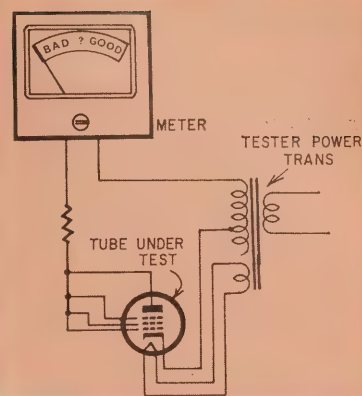 BAD ? GOOD
METER
TESTER POWER
TRANS
TUBE UNDER
TEST